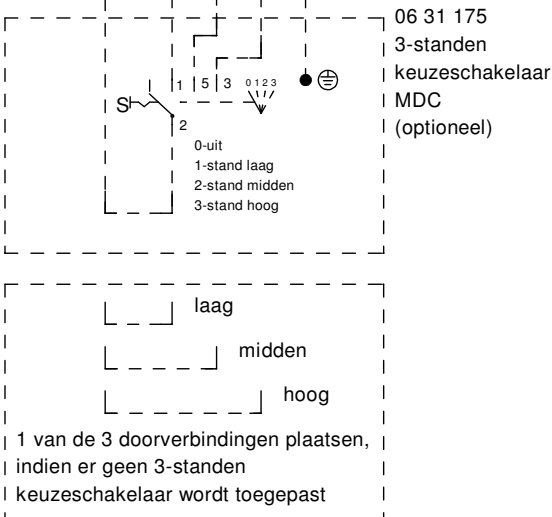 06 31 175
3-standen
keuzeschakelaar
MDC
(optioneel)
1 5 3 0 1 2 3
S
2
0-uit
1-stand laag
2-stand midden
3-stand hoog
laag
midden
hoog
1 van de 3 doorverbindingen plaatsen,
indien er geen 3-standen
keuzeschakelaar wordt toegepast